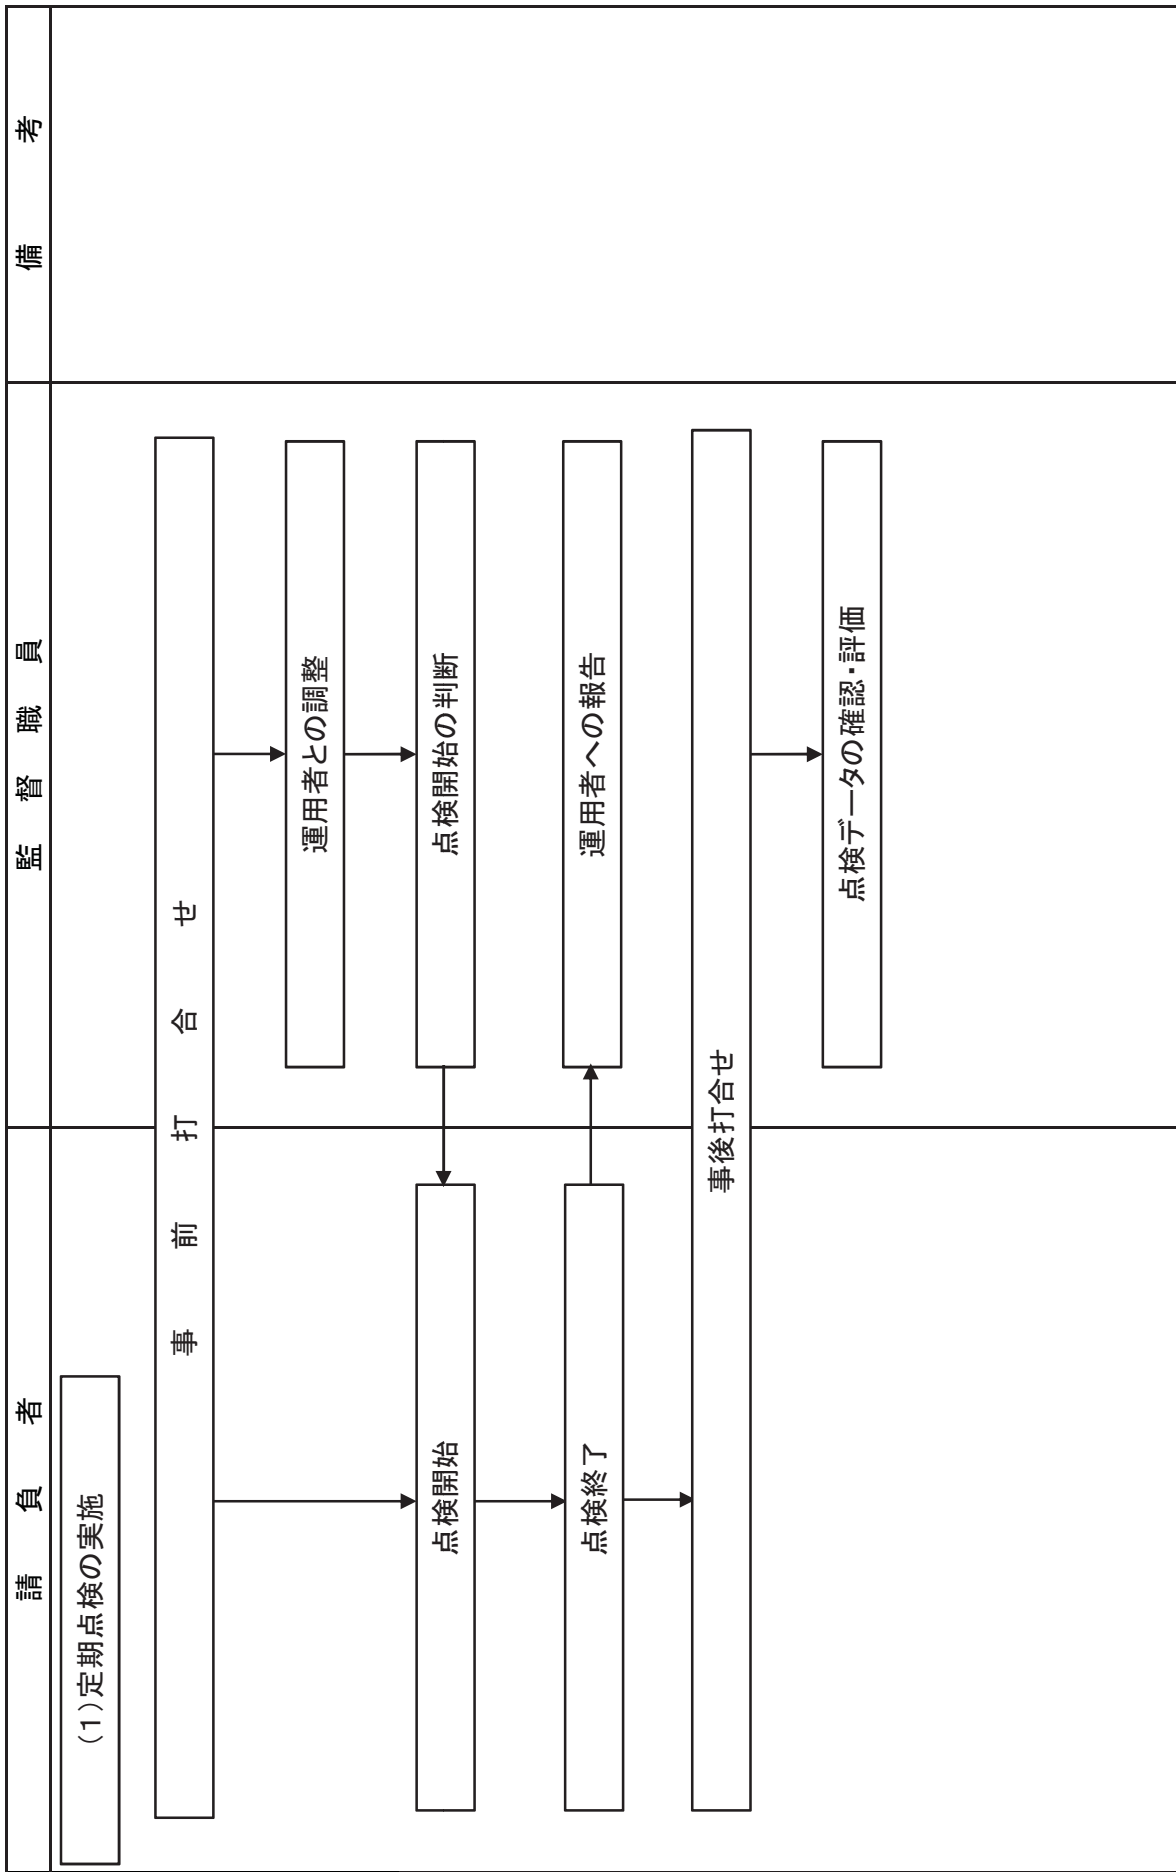 請負者
監督職員
備考
(1)定期点検の実施
事前打合せ
運用者との調整
点検開始
点検開始の判断
点検終了
運用者への報告
事後打合せ
点検データの確認・評価